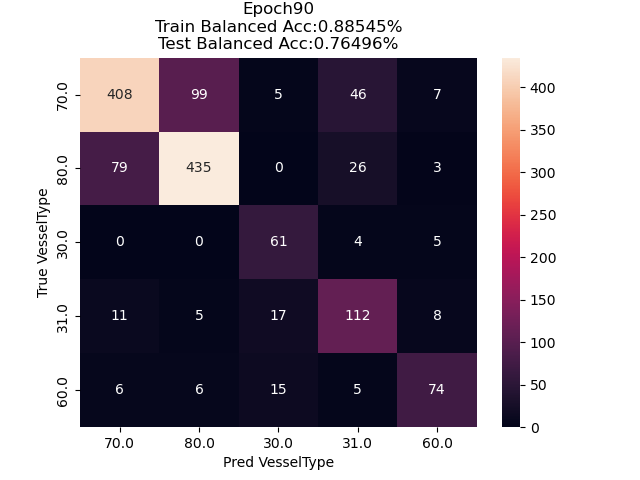 Epoch90
Train Balanced Acc:0.88545%
Test Balanced Acc:0.76496%
70.0 408 99 5 46 7
80.0 79 435 0 26 3
30.0 0 0 61 4 5
31.0 11 5 17 112 8
60.0 6 6 15 5 74
70.0 80.0 30.0 31.0 60.0
Pred VesselType
True VesselType
400
350
300
250
200
150
100
50
0